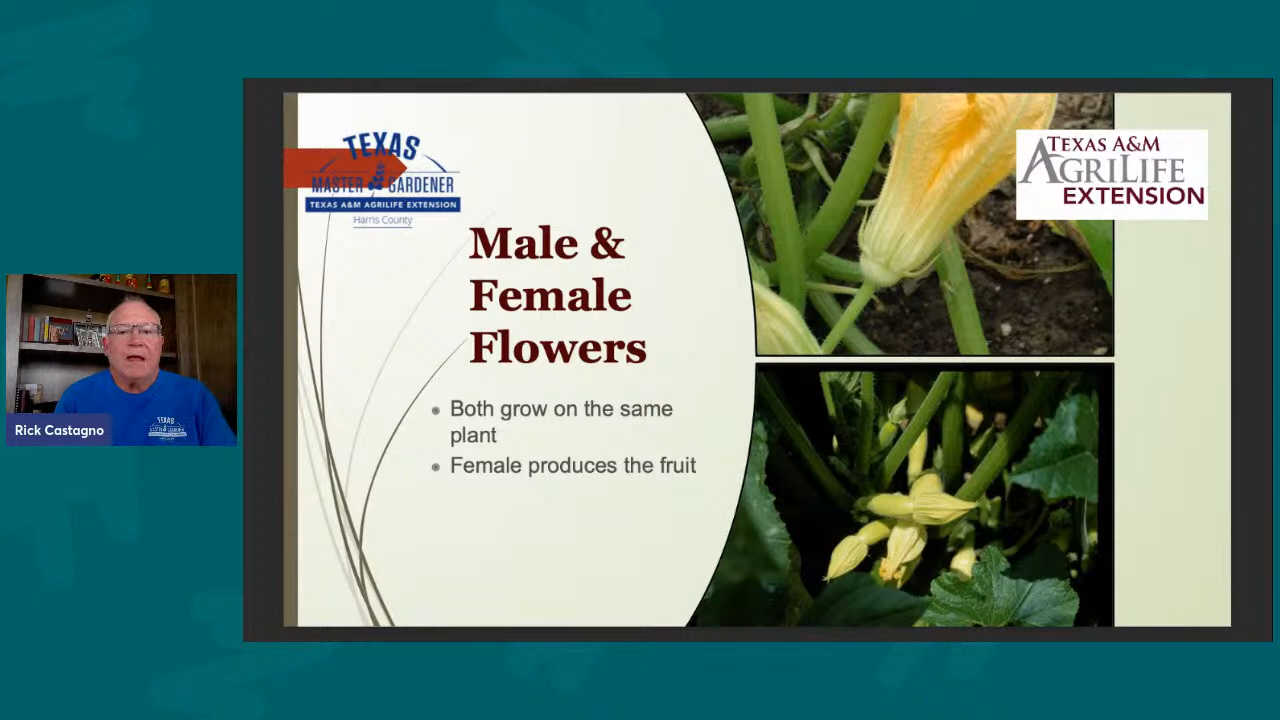 TEXAS
MASTER GARDENER
TEXAS A&M AGRILIFE EXTENSION
Harris County
TEXAS A&M
AGRILIFE
EXTENSION
Male &
Female
Flowers
Both grow on the same
plant
Female produces the fruit
Rick Castagno
TEXAS